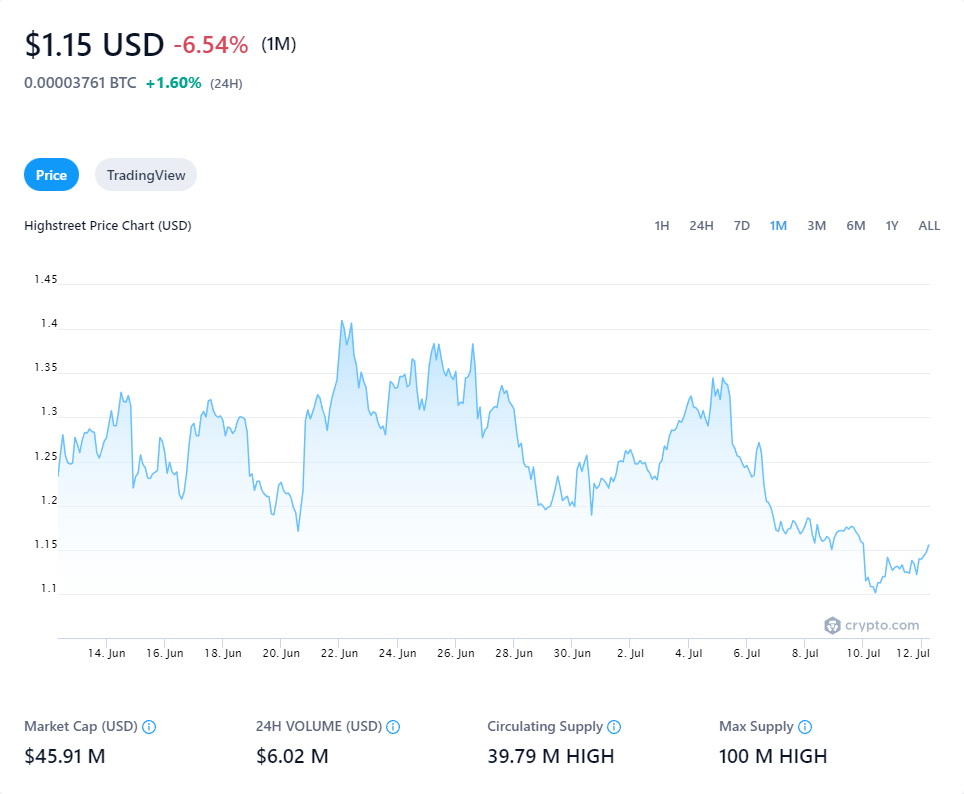 $1.15 USD -6.54% (1M)
0.00003761 BTC +1.60% (24H)
Price TradingView
Highstreet Price Chart (USD) 1H 24H 7D 1M 3M 6M 1Y ALL
1.45
1.4
1.35
1.3
1.25
1.2
1.15
1.1
crypto.com
14. Jun 16. Jun 18. Jun 20. Jun 22. Jun 24. Jun 26. Jun 28. Jun 30. Jun 2. Jul 4. Jul 6. Jul 8. Jul 10. Jul 12. Jul
Market Cap (USD) 24H VOLUME (USD) Circulating Supply Max Supply
$45.91 M $6.02 M 39.79 M HIGH 100 M HIGH